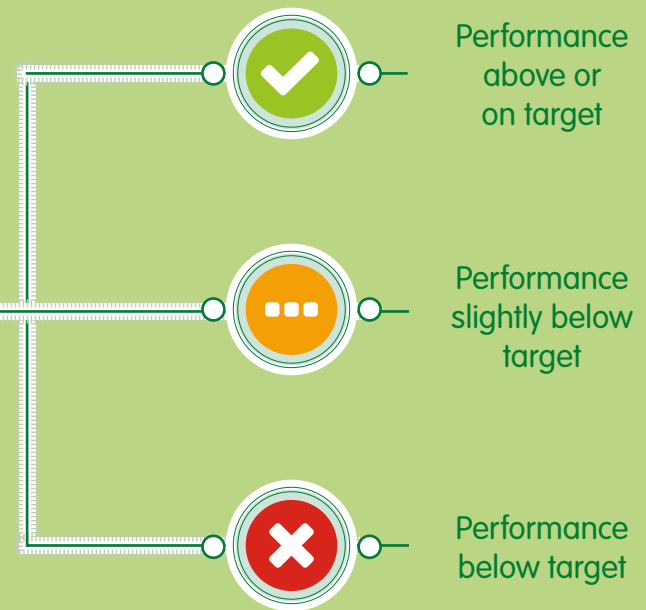 Performance
above or
on target
Performance
slightly below
target
Performance
below target